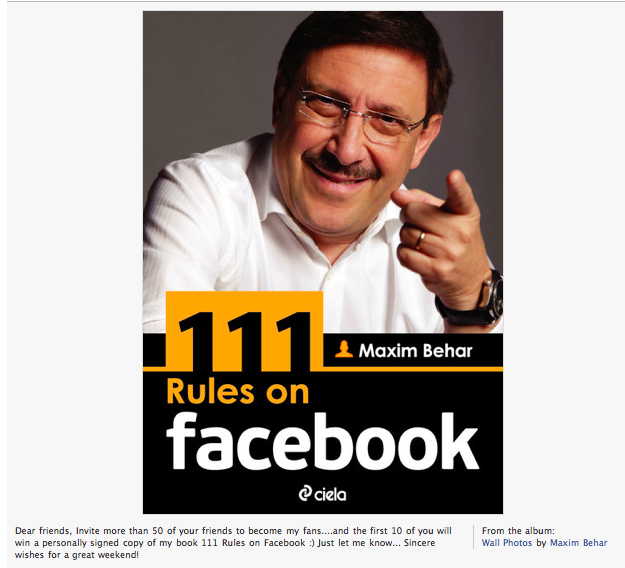 111
Maxim Behar
Rules on
facebook
ciela
Dear friends, Invite more than 50 of your friends to become my fans....and the first 10 of you will
win a personally signed copy of my book 111 Rules on Facebook :) Just let me know... Sincere
wishes for a great weekend!
From the album:
Wall Photos by Maxim Behar